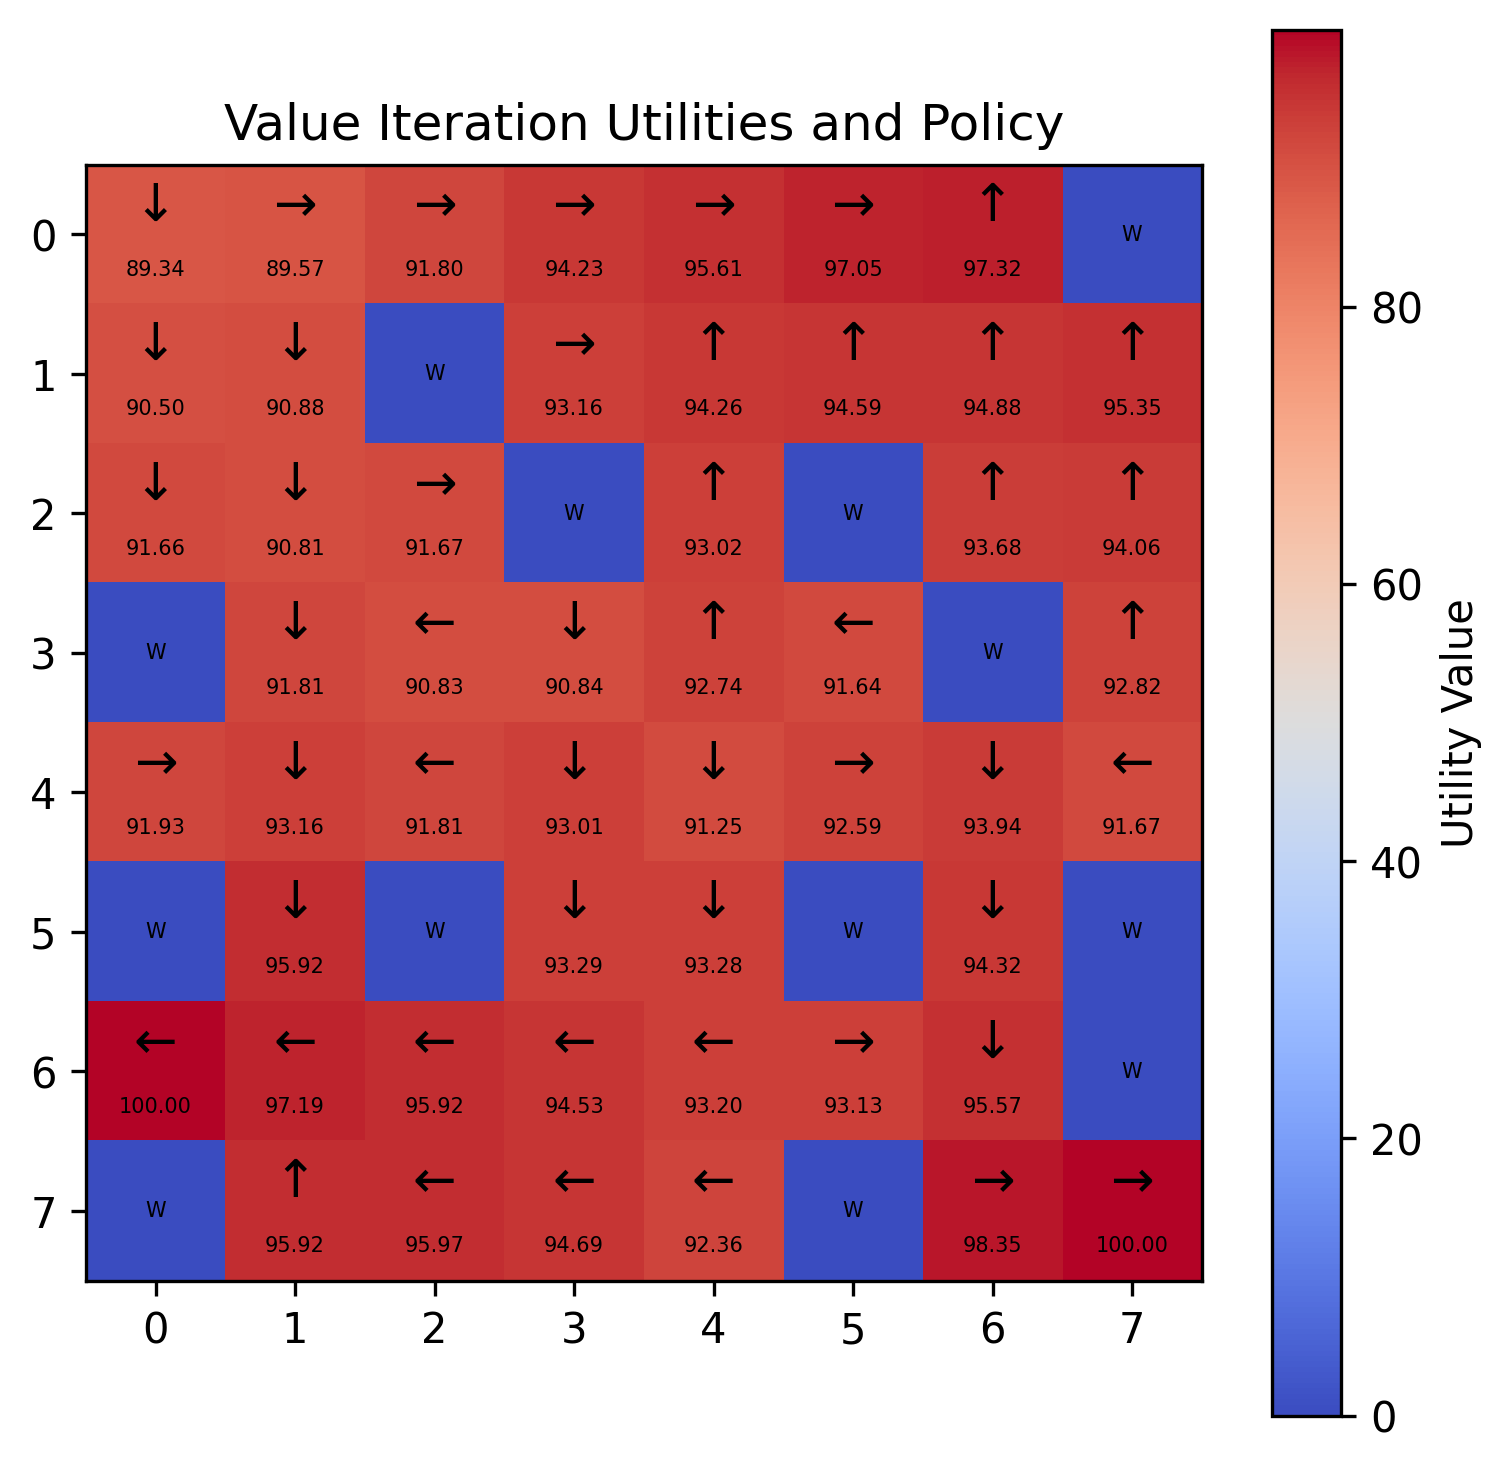 Value Iteration Utilities and Policy
0 ↓ → → → → → ↑ W
89.34 89.57 91.80 94.23 95.61 97.05 97.32
1 ↓ ↓ W → ↑ ↑ ↑ ↑
90.50 90.88 93.16 94.26 94.59 94.88 95.35
2 ↓ ↓ → W ↑ W ↑ ↑
91.66 90.81 91.67 93.02 93.68 94.06
3 W ↓ ← ↓ ↑ ← W ↑
91.81 90.83 90.84 92.74 91.64 92.82
4 → ↓ ← ↓ ↓ → ↓ ←
91.93 93.16 91.81 93.01 91.25 92.59 93.94 91.67
5 W ↓ W ↓ ↓ W ↓ W
95.92 93.29 93.28 94.32
6 ← ← ← ← ← → ↓ W
100.00 97.19 95.92 94.53 93.20 93.13 95.57
7 W ↑ ← ← ← W → →
95.92 95.97 94.69 92.36 98.35 100.00
0 1 2 3 4 5 6 7
80
60
40
20
0
Utility Value